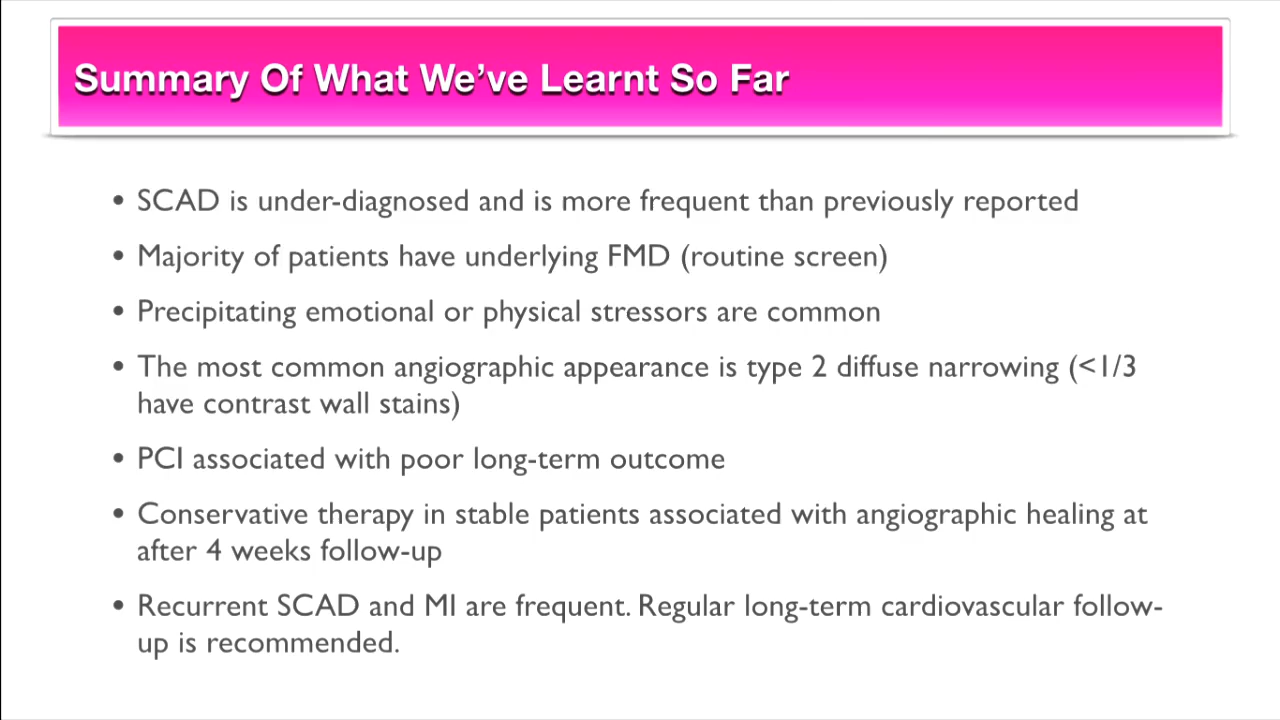 Summary Of What We've Learnt So Far
• SCAD is under-diagnosed and is more frequent than previously reported
• Majority of patients have underlying FMD (routine screen)
• Precipitating emotional or physical stressors are common
• The most common angiographic appearance is type 2 diffuse narrowing (<1/3
have contrast wall stains)
• PCI associated with poor long-term outcome
• Conservative therapy in stable patients associated with angiographic healing at
after 4 weeks follow-up
• Recurrent SCAD and MI are frequent. Regular long-term cardiovascular follow-
up is recommended.